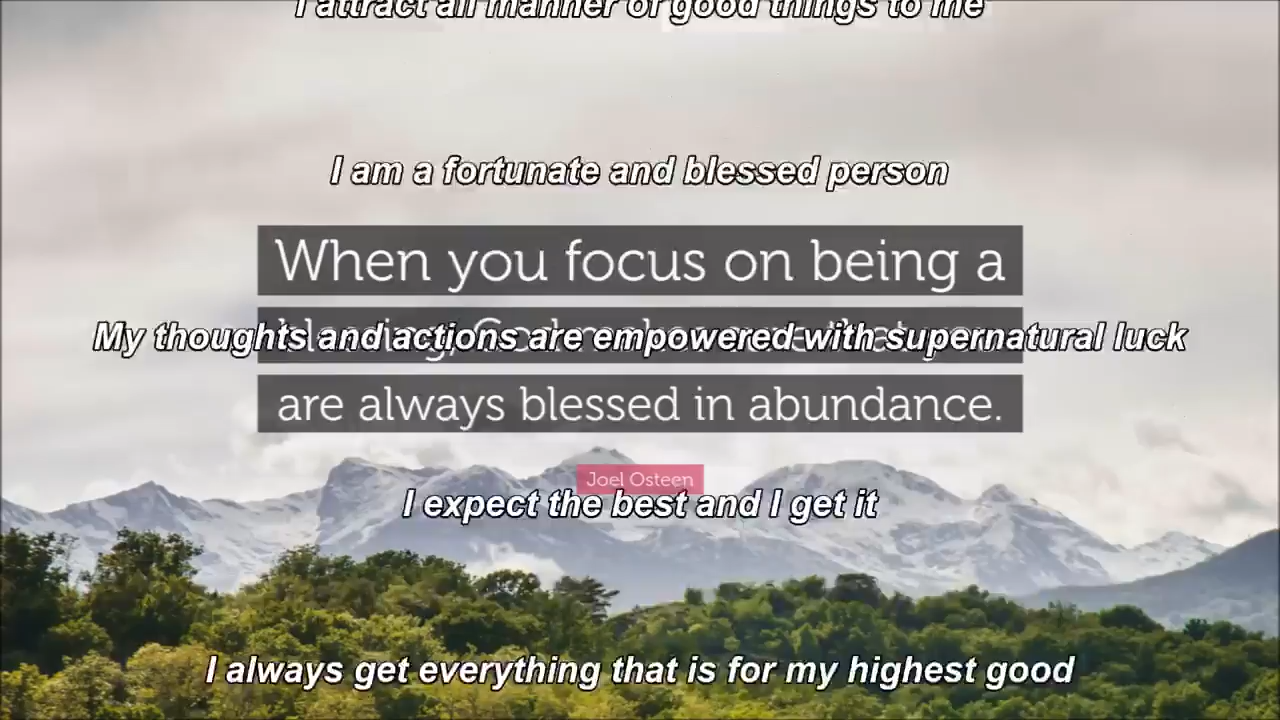 I attract all manner of good things to me
I am a fortunate and blessed person
When you focus on being a
My thoughts and actions are empowered with supernatural luck
are always blessed in abundance.
Joel Osteen
I expect the best and I get it
I always get everything that is for my highest good